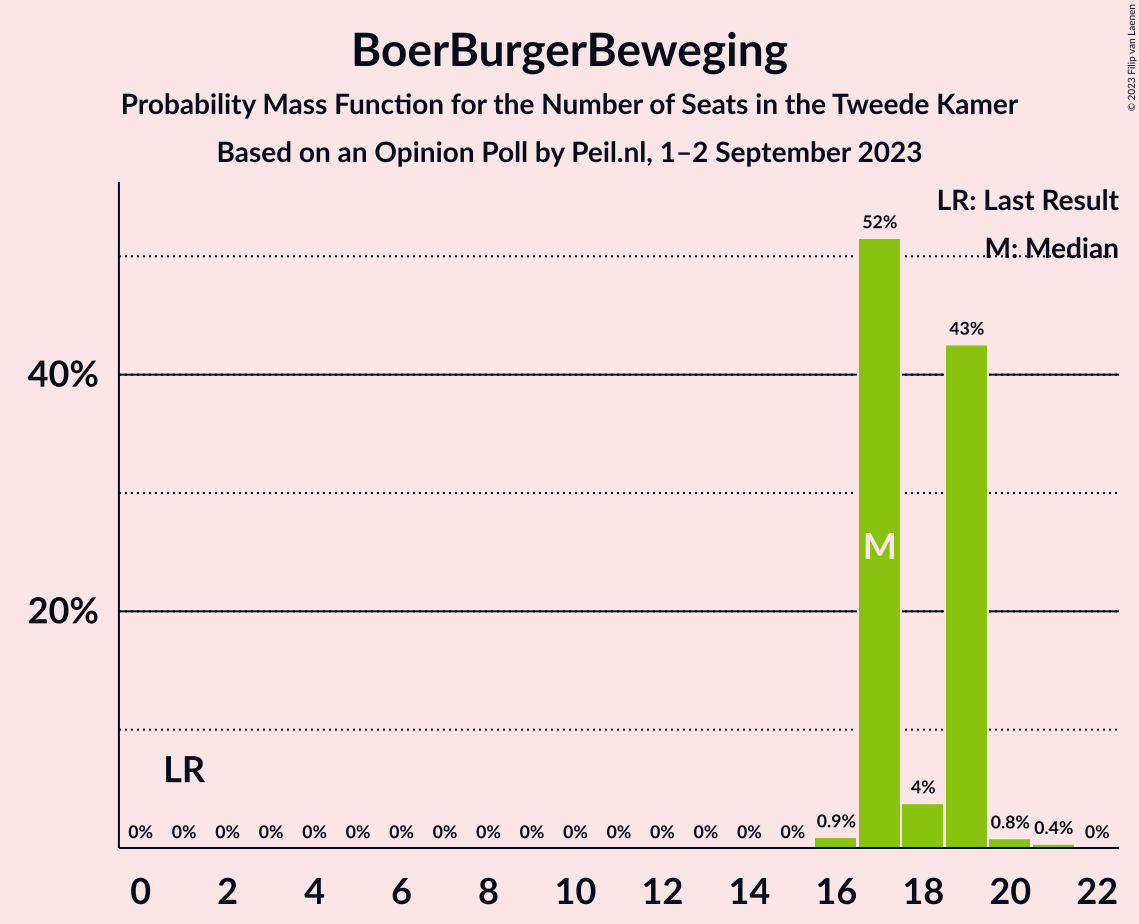 BoerBurgerBeweging
Probability Mass Function for the Number of Seats in the Tweede Kamer
Based on an Opinion Poll by Peil.nl, 1–2 September 2023
© 2023 Filip van Laenen
LR: Last Result
M: Median
52%
43%
40%
M
20%
LR
4%
0% 0% 0% 0% 0% 0% 0% 0% 0% 0% 0% 0% 0% 0% 0% 0% 0.9% 0.8% 0.4% 0%
0 2 4 6 8 10 12 14 16 18 20 22